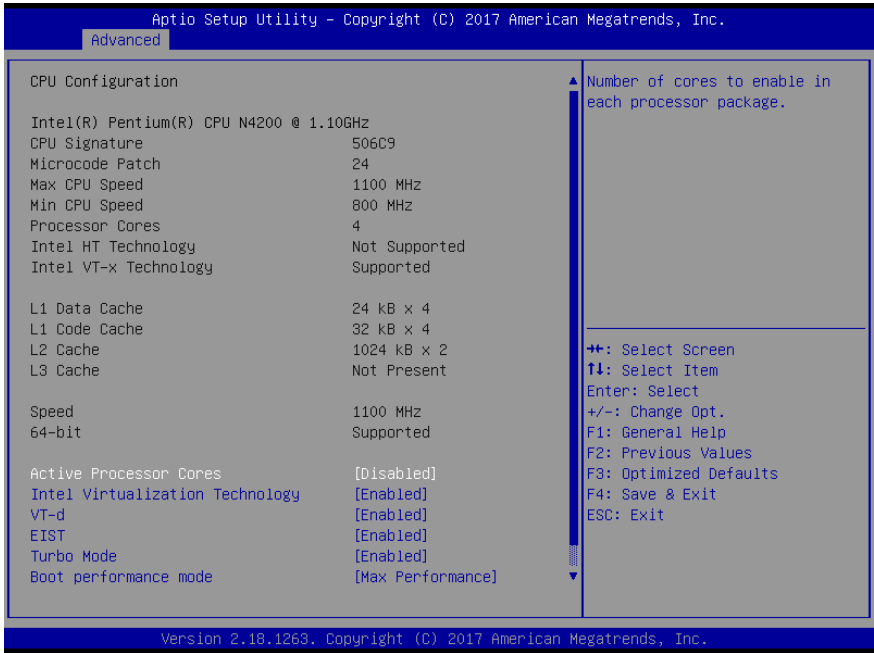 Aptio Setup Utility – Copyright (C) 2017 American Megatrends, Inc.
Advanced
CPU Configuration
Intel(R) Pentium(R) CPU N4200 @ 1.10GHz
CPU Signature 506C9
Microcode Patch 24
Max CPU Speed 1100 MHz
Min CPU Speed 800 MHz
Processor Cores 4
Intel HT Technology Not Supported
Intel VT-x Technology Supported
L1 Data Cache 24 kB x 4
L1 Code Cache 32 kB x 4
L2 Cache 1024 kB x 2
L3 Cache Not Present
Speed 1100 MHz
64-bit Supported
Active Processor Cores [Disabled]
Intel Virtualization Technology [Enabled]
VT-d [Enabled]
EIST [Enabled]
Turbo Mode [Enabled]
Boot performance mode [Max Performance]
Number of cores to enable in
each processor package.
→←: Select Screen
↑↓: Select Item
Enter: Select
+/-: Change Opt.
F1: General Help
F2: Previous Values
F3: Optimized Defaults
F4: Save & Exit
ESC: Exit
Version 2.18.1263. Copyright (C) 2017 American Megatrends, Inc.